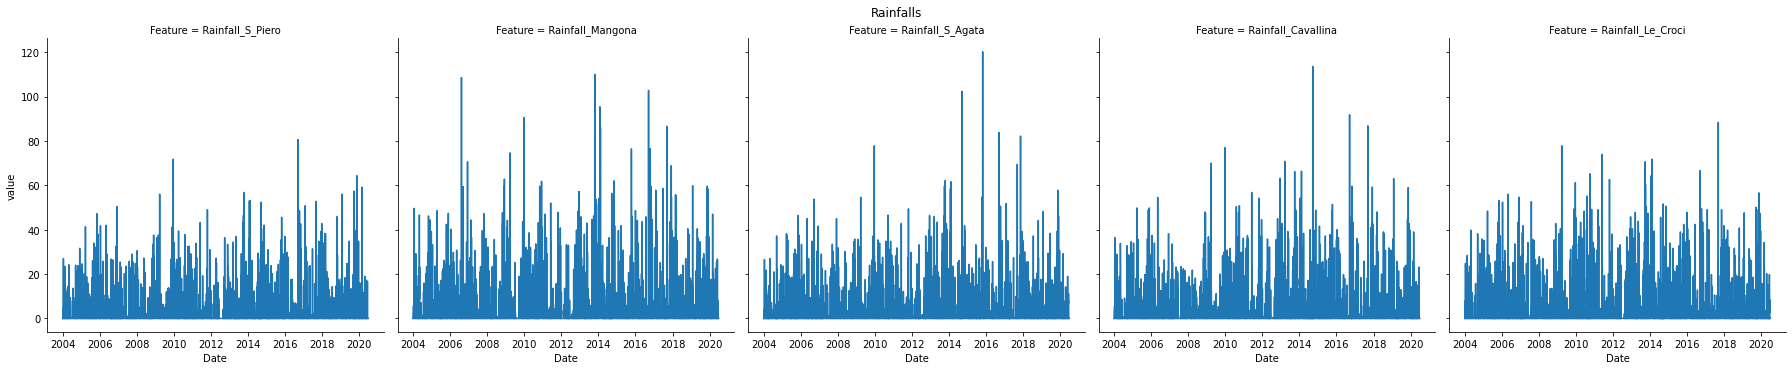 Rainfalls
Feature = Rainfall_S_Piero
Feature = Rainfall_Mangona
Feature = Rainfall_S_Agata
Feature = Rainfall_Cavallina
Feature = Rainfall_Le_Croci
120
100
80
60
40
20
0
value
2004 2006 2008 2010 2012 2014 2016 2018 2020
2004 2006 2008 2010 2012 2014 2016 2018 2020
2004 2006 2008 2010 2012 2014 2016 2018 2020
2004 2006 2008 2010 2012 2014 2016 2018 2020
2004 2006 2008 2010 2012 2014 2016 2018 2020
Date
Date
Date
Date
Date